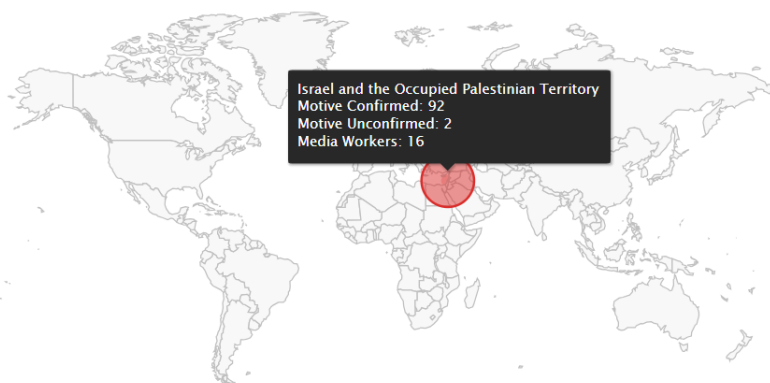 Israel and the Occupied Palestinian Territory
Motive Confirmed: 92
Motive Unconfirmed: 2
Media Workers: 16